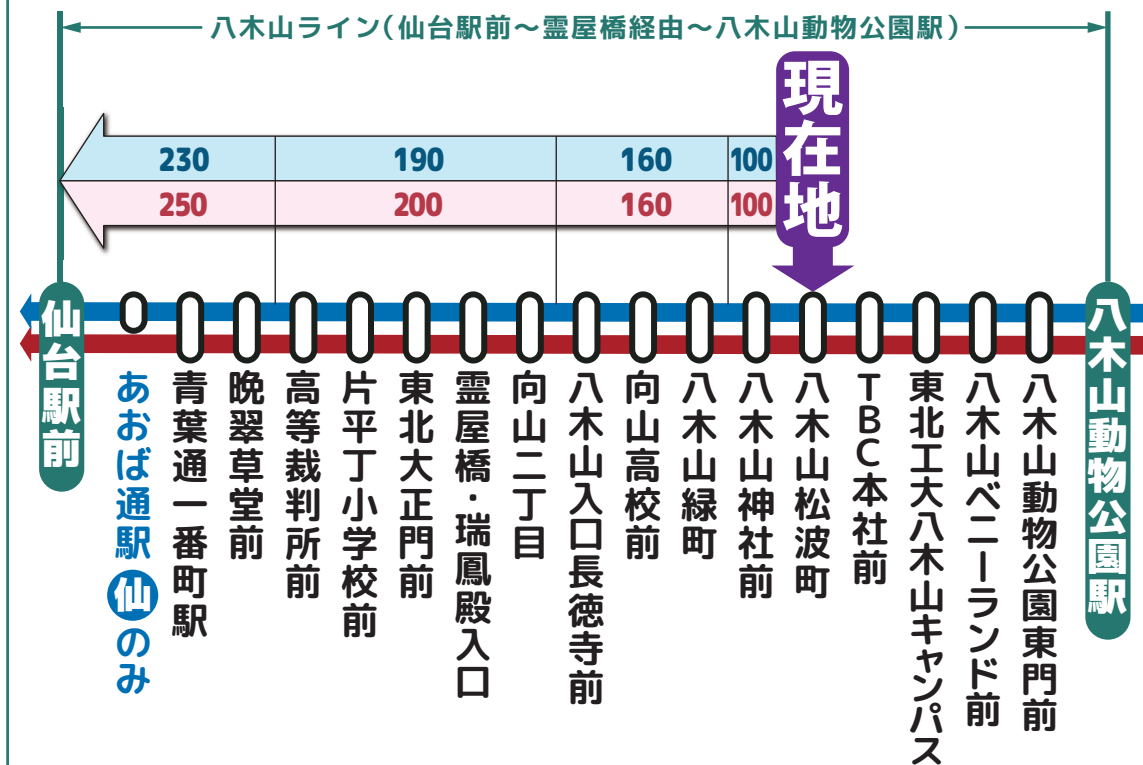 八木山ライン(仙台駅前〜霊屋橋経由〜八木山動物公園駅)
現在地
230 190 160 100
250 200 160 100
仙台駅前
あおば通駅 仙のみ
青葉通一番町駅
晩翠草堂前
高等裁判所前
片平丁小学校前
東北大正門前
霊屋橋・瑞鳳殿入口
向山二丁目
八木山入口長徳寺前
向山高校前
八木山緑町
八木山神社前
八木山松波町
TBC本社前
東北工大八木山キャンパス
八木山ベニーランド前
八木山動物公園東門前
八木山動物公園駅